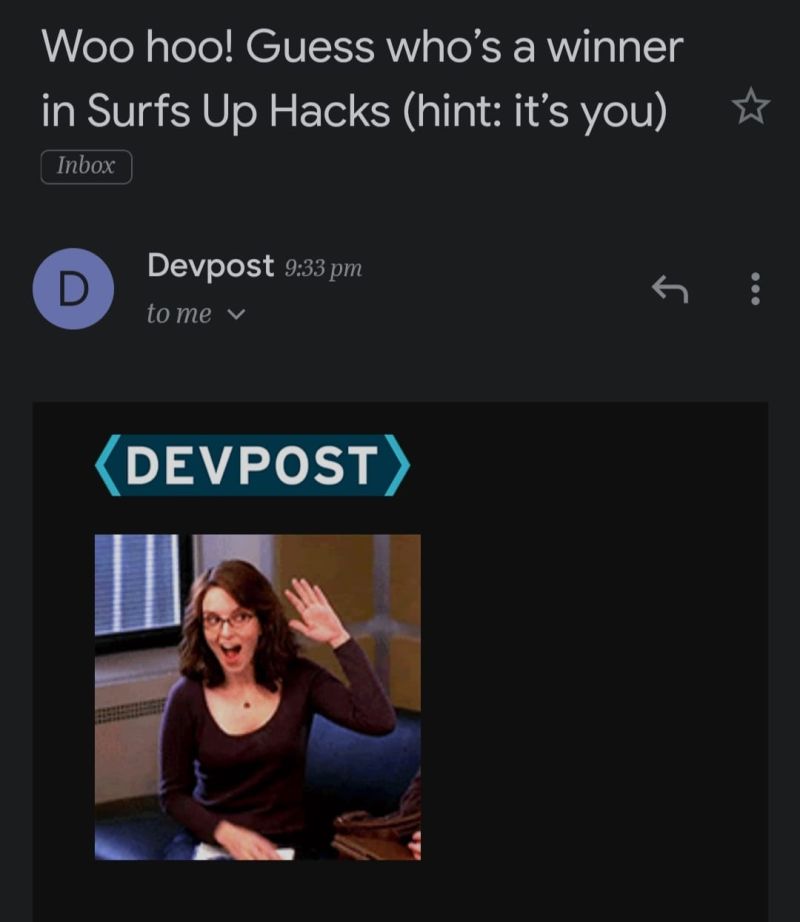 Woo hoo! Guess who's a winner
in Surfs Up Hacks (hint: it's you)
Inbox
D
Devpost 9:33 pm
to me
DEVPOST